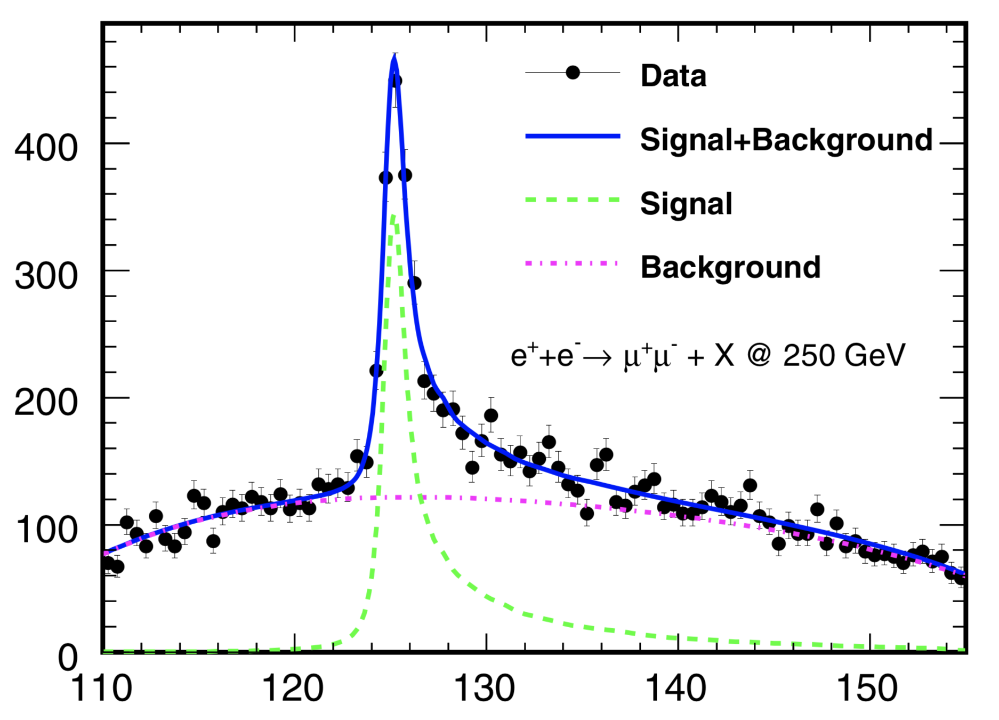 400
300
200
100
0
110 120 130 140 150
Data
Signal+Background
Signal
Background
e⁺+e⁻→ μ⁺μ⁻ + X @ 250 GeV